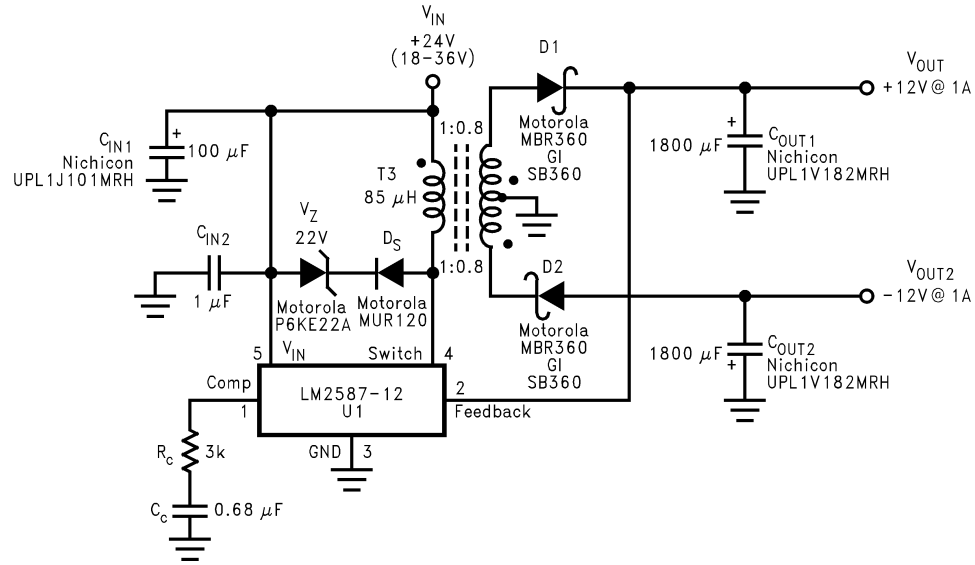 V_IN
+24V
(18-36V)
D1
V_OUT
+12V@ 1A
Motorola
MBR360
GI
SB360
1:0.8
C_IN1
Nichicon
UPL1J101MRH
+
100 μF
T3
85 μH
+
1800 μF
C_OUT1
Nichicon
UPL1V182MRH
V_Z
22V
D_S
C_IN2
1 μF
Motorola
P6KE22A
Motorola
MUR120
1:0.8
D2
V_OUT2
-12V@ 1A
Motorola
MBR360
GI
SB360
1800 μF
+
C_OUT2
Nichicon
UPL1V182MRH
5
V_IN
Switch
4
Comp
1
LM2587-12
U1
2
Feedback
GND
3
R_c
3k
C_c
0.68 μF